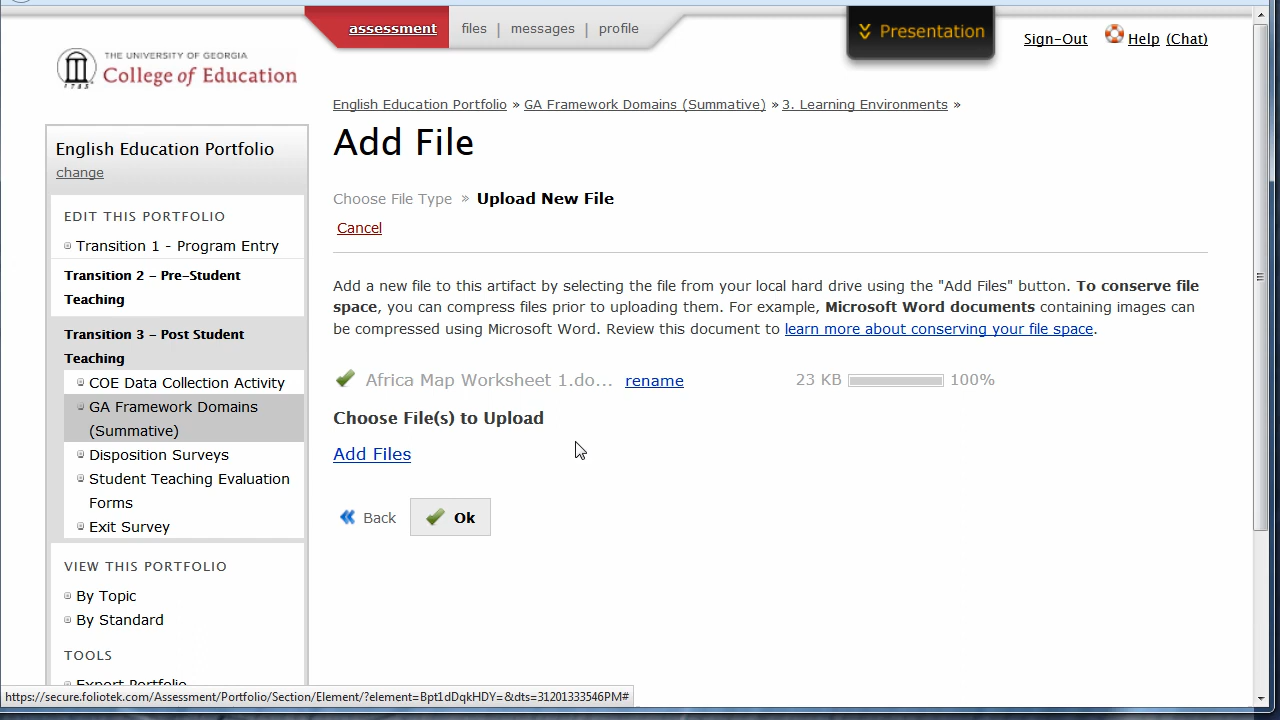 assessment files | messages | profile
Presentation
Sign-Out Help (Chat)
THE UNIVERSITY OF GEORGIA
College of Education
1785
English Education Portfolio » GA Framework Domains (Summative) » 3. Learning Environments »
Add File
English Education Portfolio
change
Choose File Type » Upload New File
Cancel
EDIT THIS PORTFOLIO
Transition 1 - Program Entry
Transition 2 - Pre-Student
Teaching
Transition 3 - Post Student
Teaching
COE Data Collection Activity
GA Framework Domains
(Summative)
Disposition Surveys
Student Teaching Evaluation
Forms
Exit Survey
VIEW THIS PORTFOLIO
By Topic
By Standard
TOOLS
Export Portfolio
Add a new file to this artifact by selecting the file from your local hard drive using the "Add Files" button. To conserve file
space, you can compress files prior to uploading them. For example, Microsoft Word documents containing images can
be compressed using Microsoft Word. Review this document to learn more about conserving your file space.
Africa Map Worksheet 1.do... rename 23 KB 100%
Choose File(s) to Upload
Add Files
Back Ok
https://secure.foliotek.com/Assessment/Portfolio/Section/Element/?element=Bpt1dDqkHDY=&dts=31201333546PM#